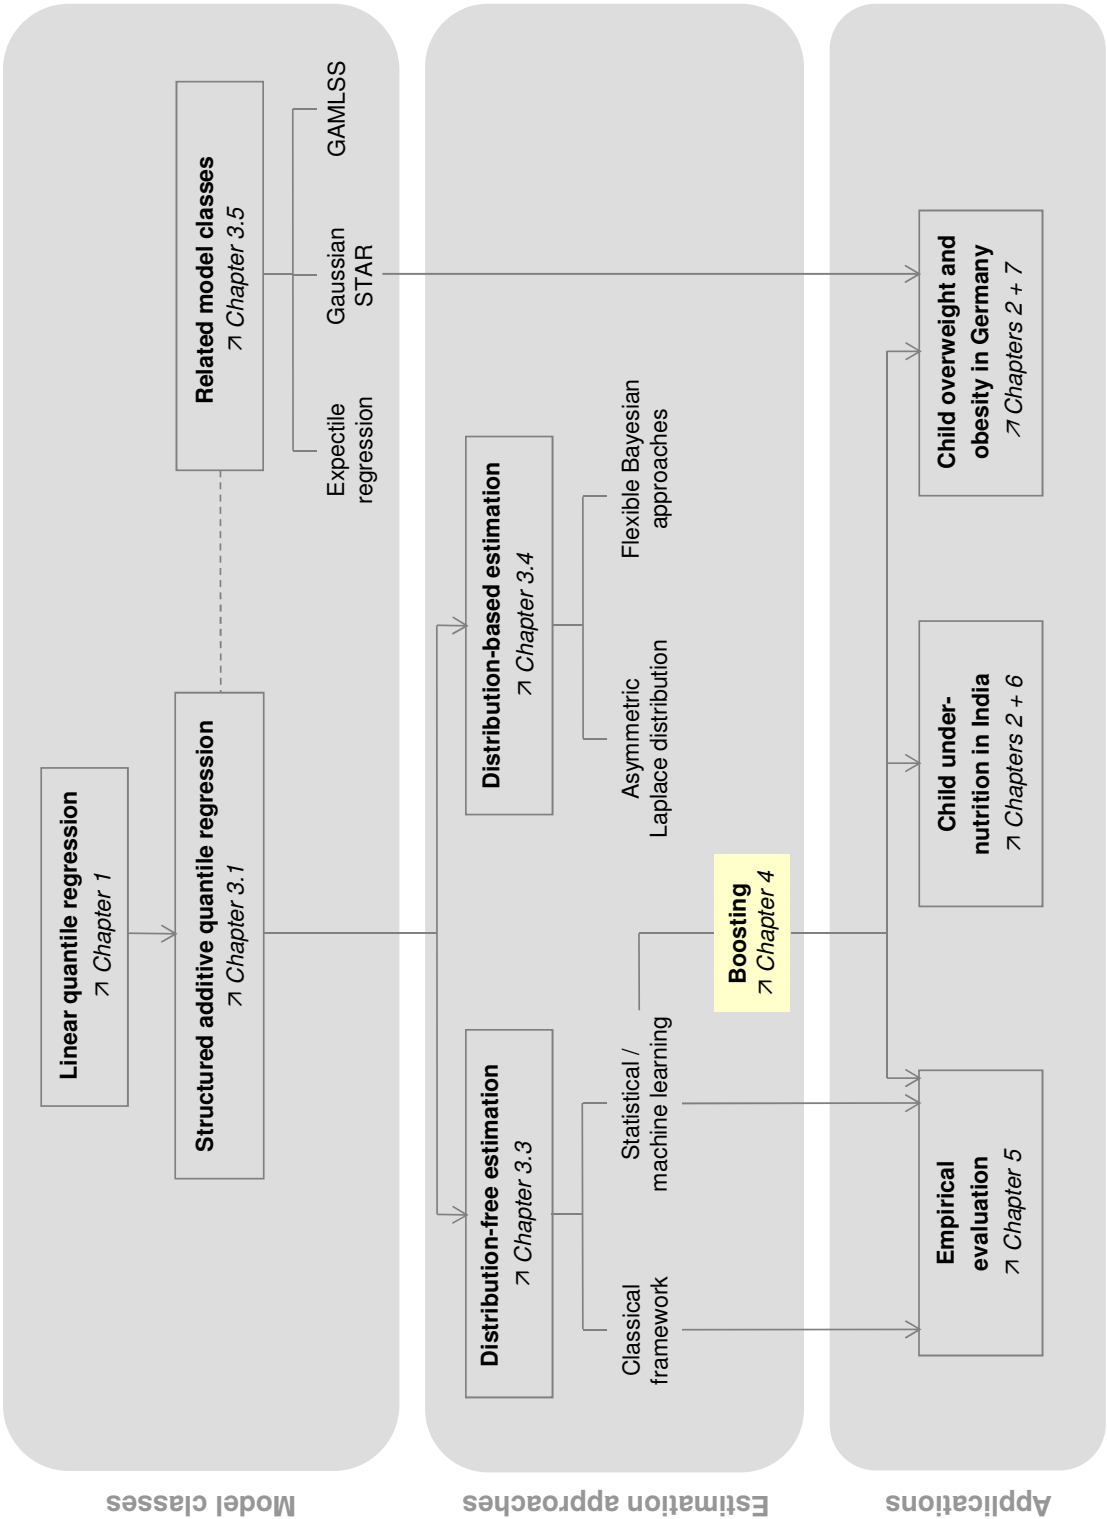 Model classes
Linear quantile regression
↗ Chapter 1
Structured additive quantile regression
↗ Chapter 3.1
Related model classes
↗ Chapter 3.5
Expectile
regression
Gaussian
STAR
GAMLSS
Estimation approaches
Distribution-free estimation
↗ Chapter 3.3
Classical
framework
Statistical /
machine learning
Distribution-based estimation
↗ Chapter 3.4
Asymmetric
Laplace distribution
Flexible Bayesian
approaches
Boosting
↗ Chapter 4
Applications
Empirical
evaluation
↗ Chapter 5
Child under-
nutrition in India
↗ Chapters 2 + 6
Child overweight and
obesity in Germany
↗ Chapters 2 + 7